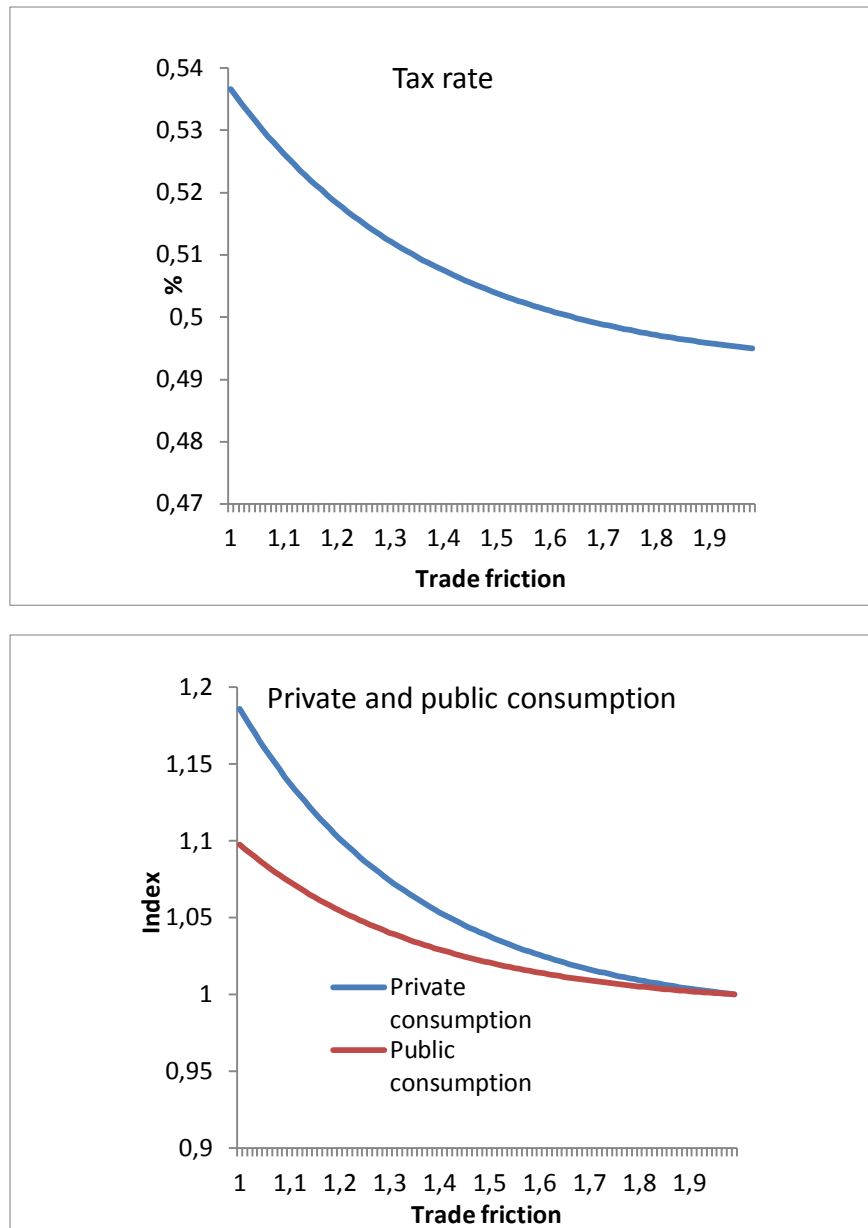 Tax rate
0,54
0,53
0,52
0,51
0,5
0,49
0,48
0,47
%
1 1,1 1,2 1,3 1,4 1,5 1,6 1,7 1,8 1,9
Trade friction
Private and public consumption
1,2
1,15
1,1
1,05
1
0,95
0,9
Index
Private
consumption
Public
consumption
1 1,1 1,2 1,3 1,4 1,5 1,6 1,7 1,8 1,9
Trade friction